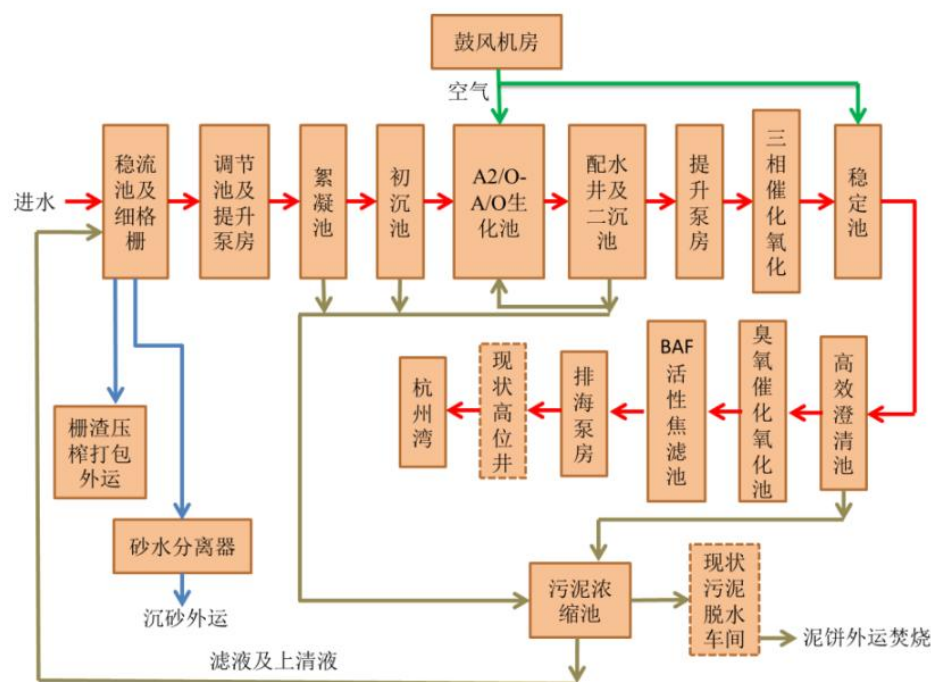 鼓风机房
空气
进水
稳流
池及
细格
栅
调节
池及
提升
泵房
絮
凝
池
初
沉
池
A2/O-
A/O生
化池
配水
井及
二沉
池
提
升
泵
房
三
相
催
化
氧
化
稳
定
池
杭
州
湾
现
状
高
位
井
排
海
泵
房
BAF
活
性
焦
滤
池
臭
氧
催
化
氧
化
池
高
效
澄
清
池
栅渣压
榨打包
外运
砂水分离器
沉砂外运
污泥浓
缩池
现状
污泥
脱水
车间
泥饼外运焚烧
滤液及上清液